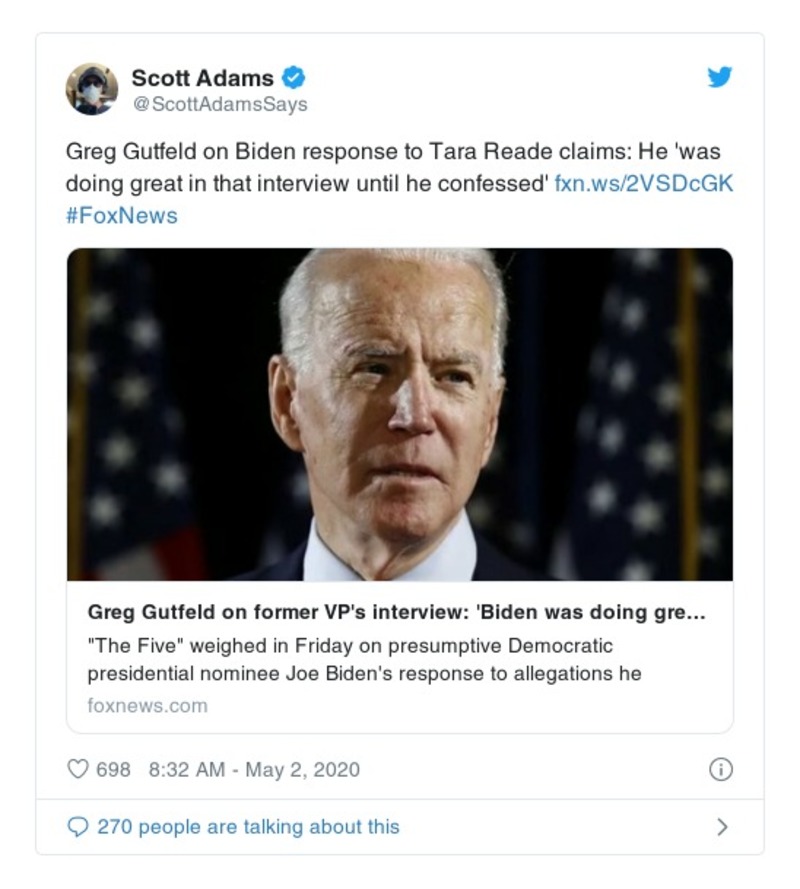 Scott Adams
@ScottAdamsSays
Greg Gutfeld on Biden response to Tara Reade claims: He 'was
doing great in that interview until he confessed' fxn.ws/2VSDcGK
#FoxNews
Greg Gutfeld on former VP's interview: 'Biden was doing gre...
"The Five" weighed in Friday on presumptive Democratic
presidential nominee Joe Biden's response to allegations he
foxnews.com
698 8:32 AM - May 2, 2020
270 people are talking about this